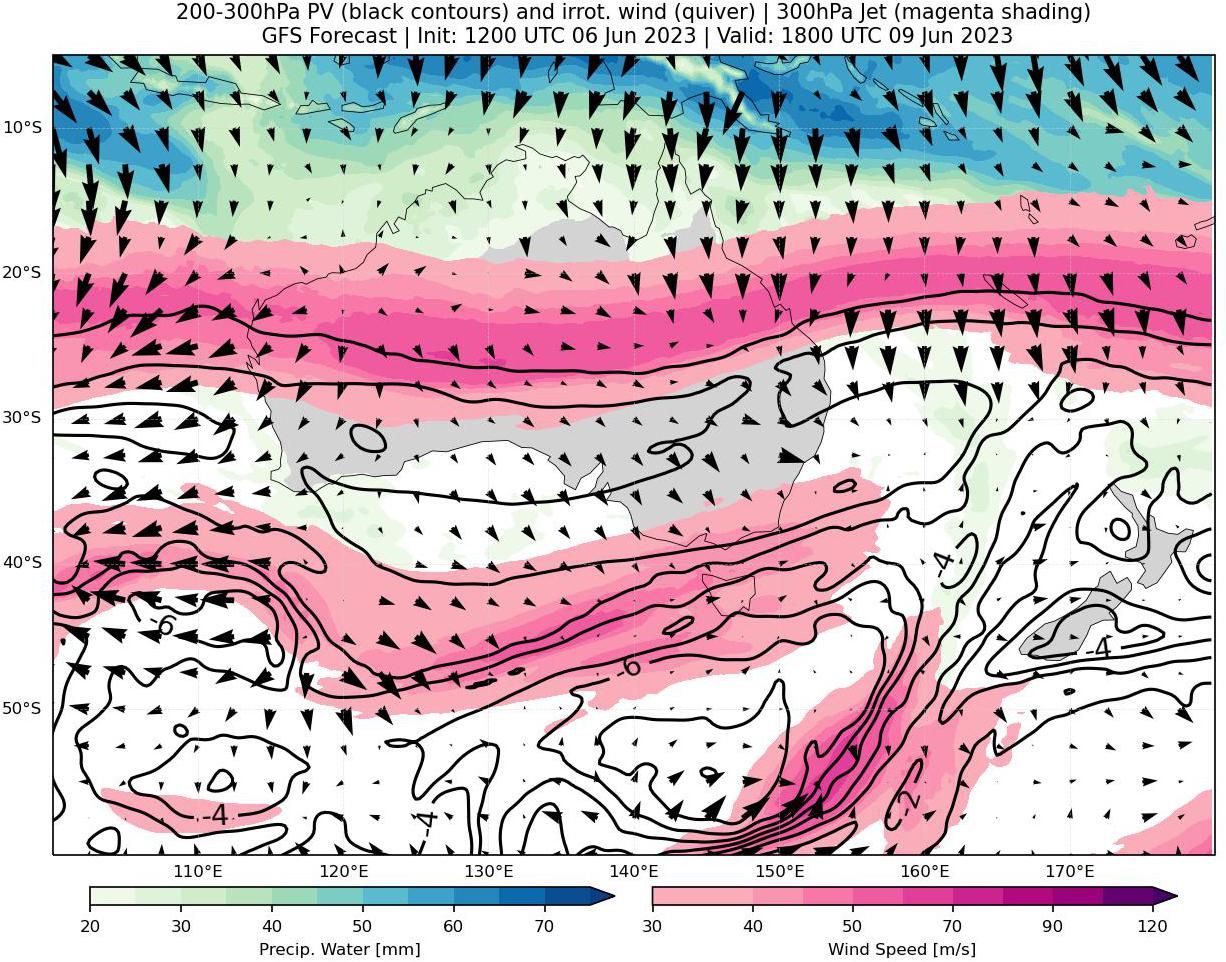 200-300hPa PV (black contours) and irrot. wind (quiver) | 300hPa Jet (magenta shading)
GFS Forecast | Init: 1200 UTC 06 Jun 2023 | Valid: 1800 UTC 09 Jun 2023
10°S
20°S
30°S
40°S
50°S
-4
-6
-4
-6
-2
-4
-4
110°E 120°E 130°E 140°E 150°E 160°E 170°E
20 30 40 50 60 70
30 40 50 70 90 120
Precip. Water [mm]
Wind Speed [m/s]